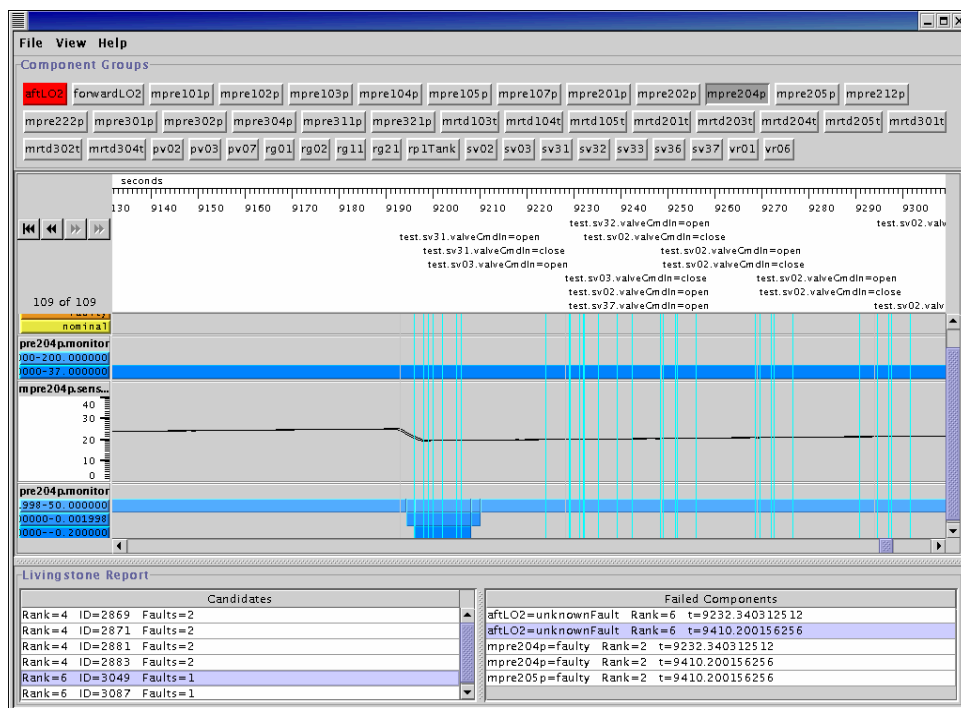 File View Help
Component Groups
aftLO2 forwardLO2 mpre101p mpre102p mpre103p mpre104p mpre105p mpre107p mpre201p mpre202p mpre204p mpre205p mpre212p
mpre222p mpre301p mpre302p mpre304p mpre311p mpre321p mrtd103t mrtd104t mrtd105t mrtd201t mrtd203t mrtd204t mrtd205t mrtd301t
mrtd302t mrtd304t pv02 pv03 pv07 rg01 rg02 rg11 rg21 rp1Tank sv02 sv03 sv31 sv32 sv33 sv36 sv37 vr01 vr06
seconds
130 9140 9150 9160 9170 9180 9190 9200 9210 9220 9230 9240 9250 9260 9270 9280 9290 9300
test.sv32.valveCmdIn=open test.sv02.valv
test.sv31.valveCmdIn=open test.sv02.valveCmdIn=close
test.sv31.valveCmdIn=close test.sv02.valveCmdIn=open
test.sv03.valveCmdIn=open test.sv02.valveCmdIn=close
test.sv03.valveCmdIn=close test.sv02.valveCmdIn=open
109 of 109 test.sv02.valveCmdIn=open test.sv02.valveCmdIn=close
test.sv37.valveCmdIn=open test.sv02.valv
nominal
pre204p.monitor
000-200.000000
0000-37.000000
mpre204p.sens...
40
30
20
10
0
pre204p.monitor
.998-50.000000
00000-0.001998
0000--0.200000
Livingstone Report
Candidates
Rank=4 ID=2869 Faults=2
Rank=4 ID=2871 Faults=2
Rank=4 ID=2881 Faults=2
Rank=4 ID=2883 Faults=2
Rank=6 ID=3049 Faults=1
Rank=6 ID=3087 Faults=1
Failed Components
aftLO2=unknownFault Rank=6 t=9232.340312512
aftLO2=unknownFault Rank=6 t=9410.200156256
mpre204p=faulty Rank=2 t=9232.340312512
mpre204p=faulty Rank=2 t=9410.200156256
mpre205p=faulty Rank=2 t=9410.200156256